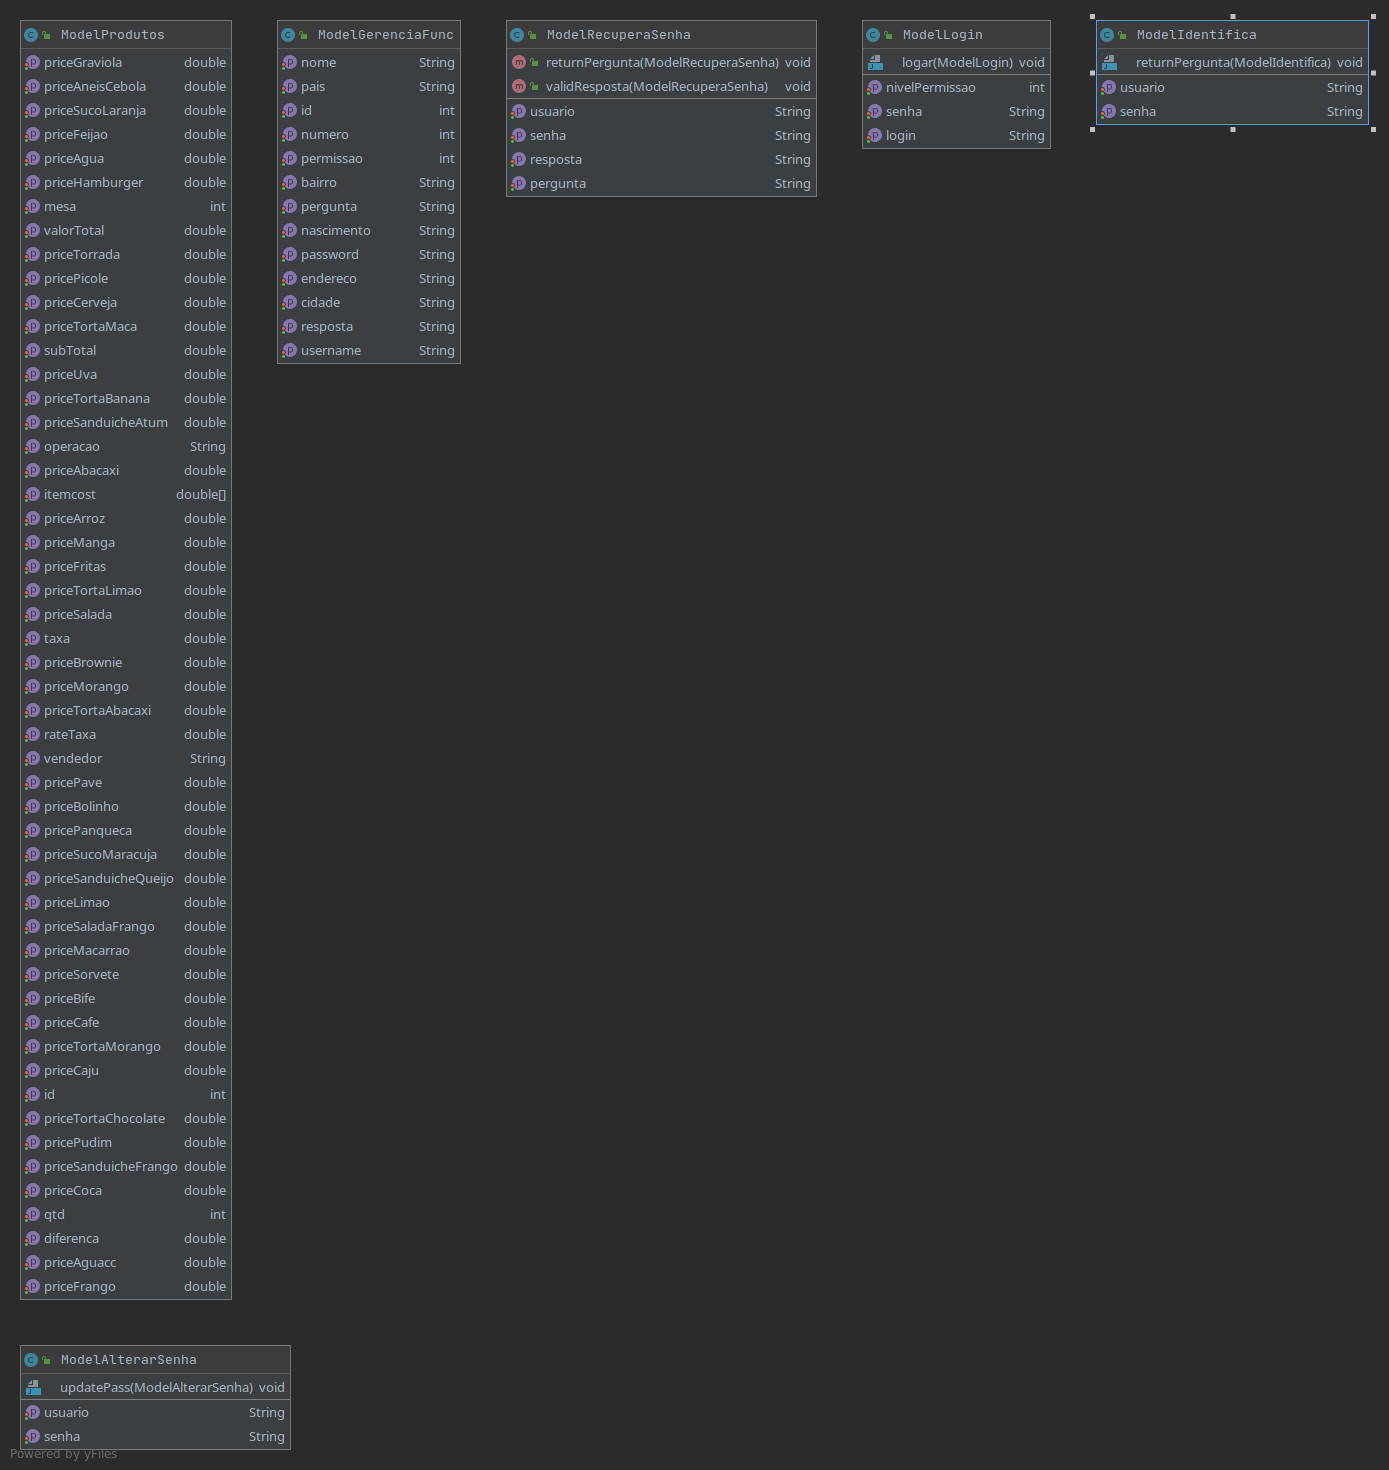 ModelProdutos
priceGraviola double
priceAneisCebola double
priceSucoLaranja double
priceFeijao double
priceAgua double
priceHamburger double
mesa int
valorTotal double
priceTorrada double
pricePicole double
priceCerveja double
priceTortaMaca double
subTotal double
priceUva double
priceTortaBanana double
priceSanduicheAtum double
operacao String
priceAbacaxi double
itemcost double[]
priceArroz double
priceManga double
priceFritas double
priceTortaLimao double
priceSalada double
taxa double
priceBrownie double
priceMorango double
priceTortaAbacaxi double
rateTaxa double
vendedor String
pricePave double
priceBolinho double
pricePanqueca double
priceSucoMaracuja double
priceSanduicheQueijo double
priceLimao double
priceSaladaFrango double
priceMacarrao double
priceSorvete double
priceBife double
priceCafe double
priceTortaMorango double
priceCaju double
id int
priceTortaChocolate double
pricePudim double
priceSanduicheFrango double
priceCoca double
qtd int
diferenca double
priceAguacc double
priceFrango double
ModelGerenciaFunc
nome String
pais String
id int
numero int
permissao int
bairro String
pergunta String
nascimento String
password String
endereco String
cidade String
resposta String
username String
ModelRecuperaSenha
returnPergunta(ModelRecuperaSenha) void
validResposta(ModelRecuperaSenha) void
usuario String
senha String
resposta String
pergunta String
ModelLogin
logar(ModelLogin) void
nivelPermissao int
senha String
login String
ModelIdentifica
returnPergunta(ModelIdentifica) void
usuario String
senha String
ModelAlterarSenha
updatePass(ModelAlterarSenha) void
usuario String
senha String
Powered by yFiles